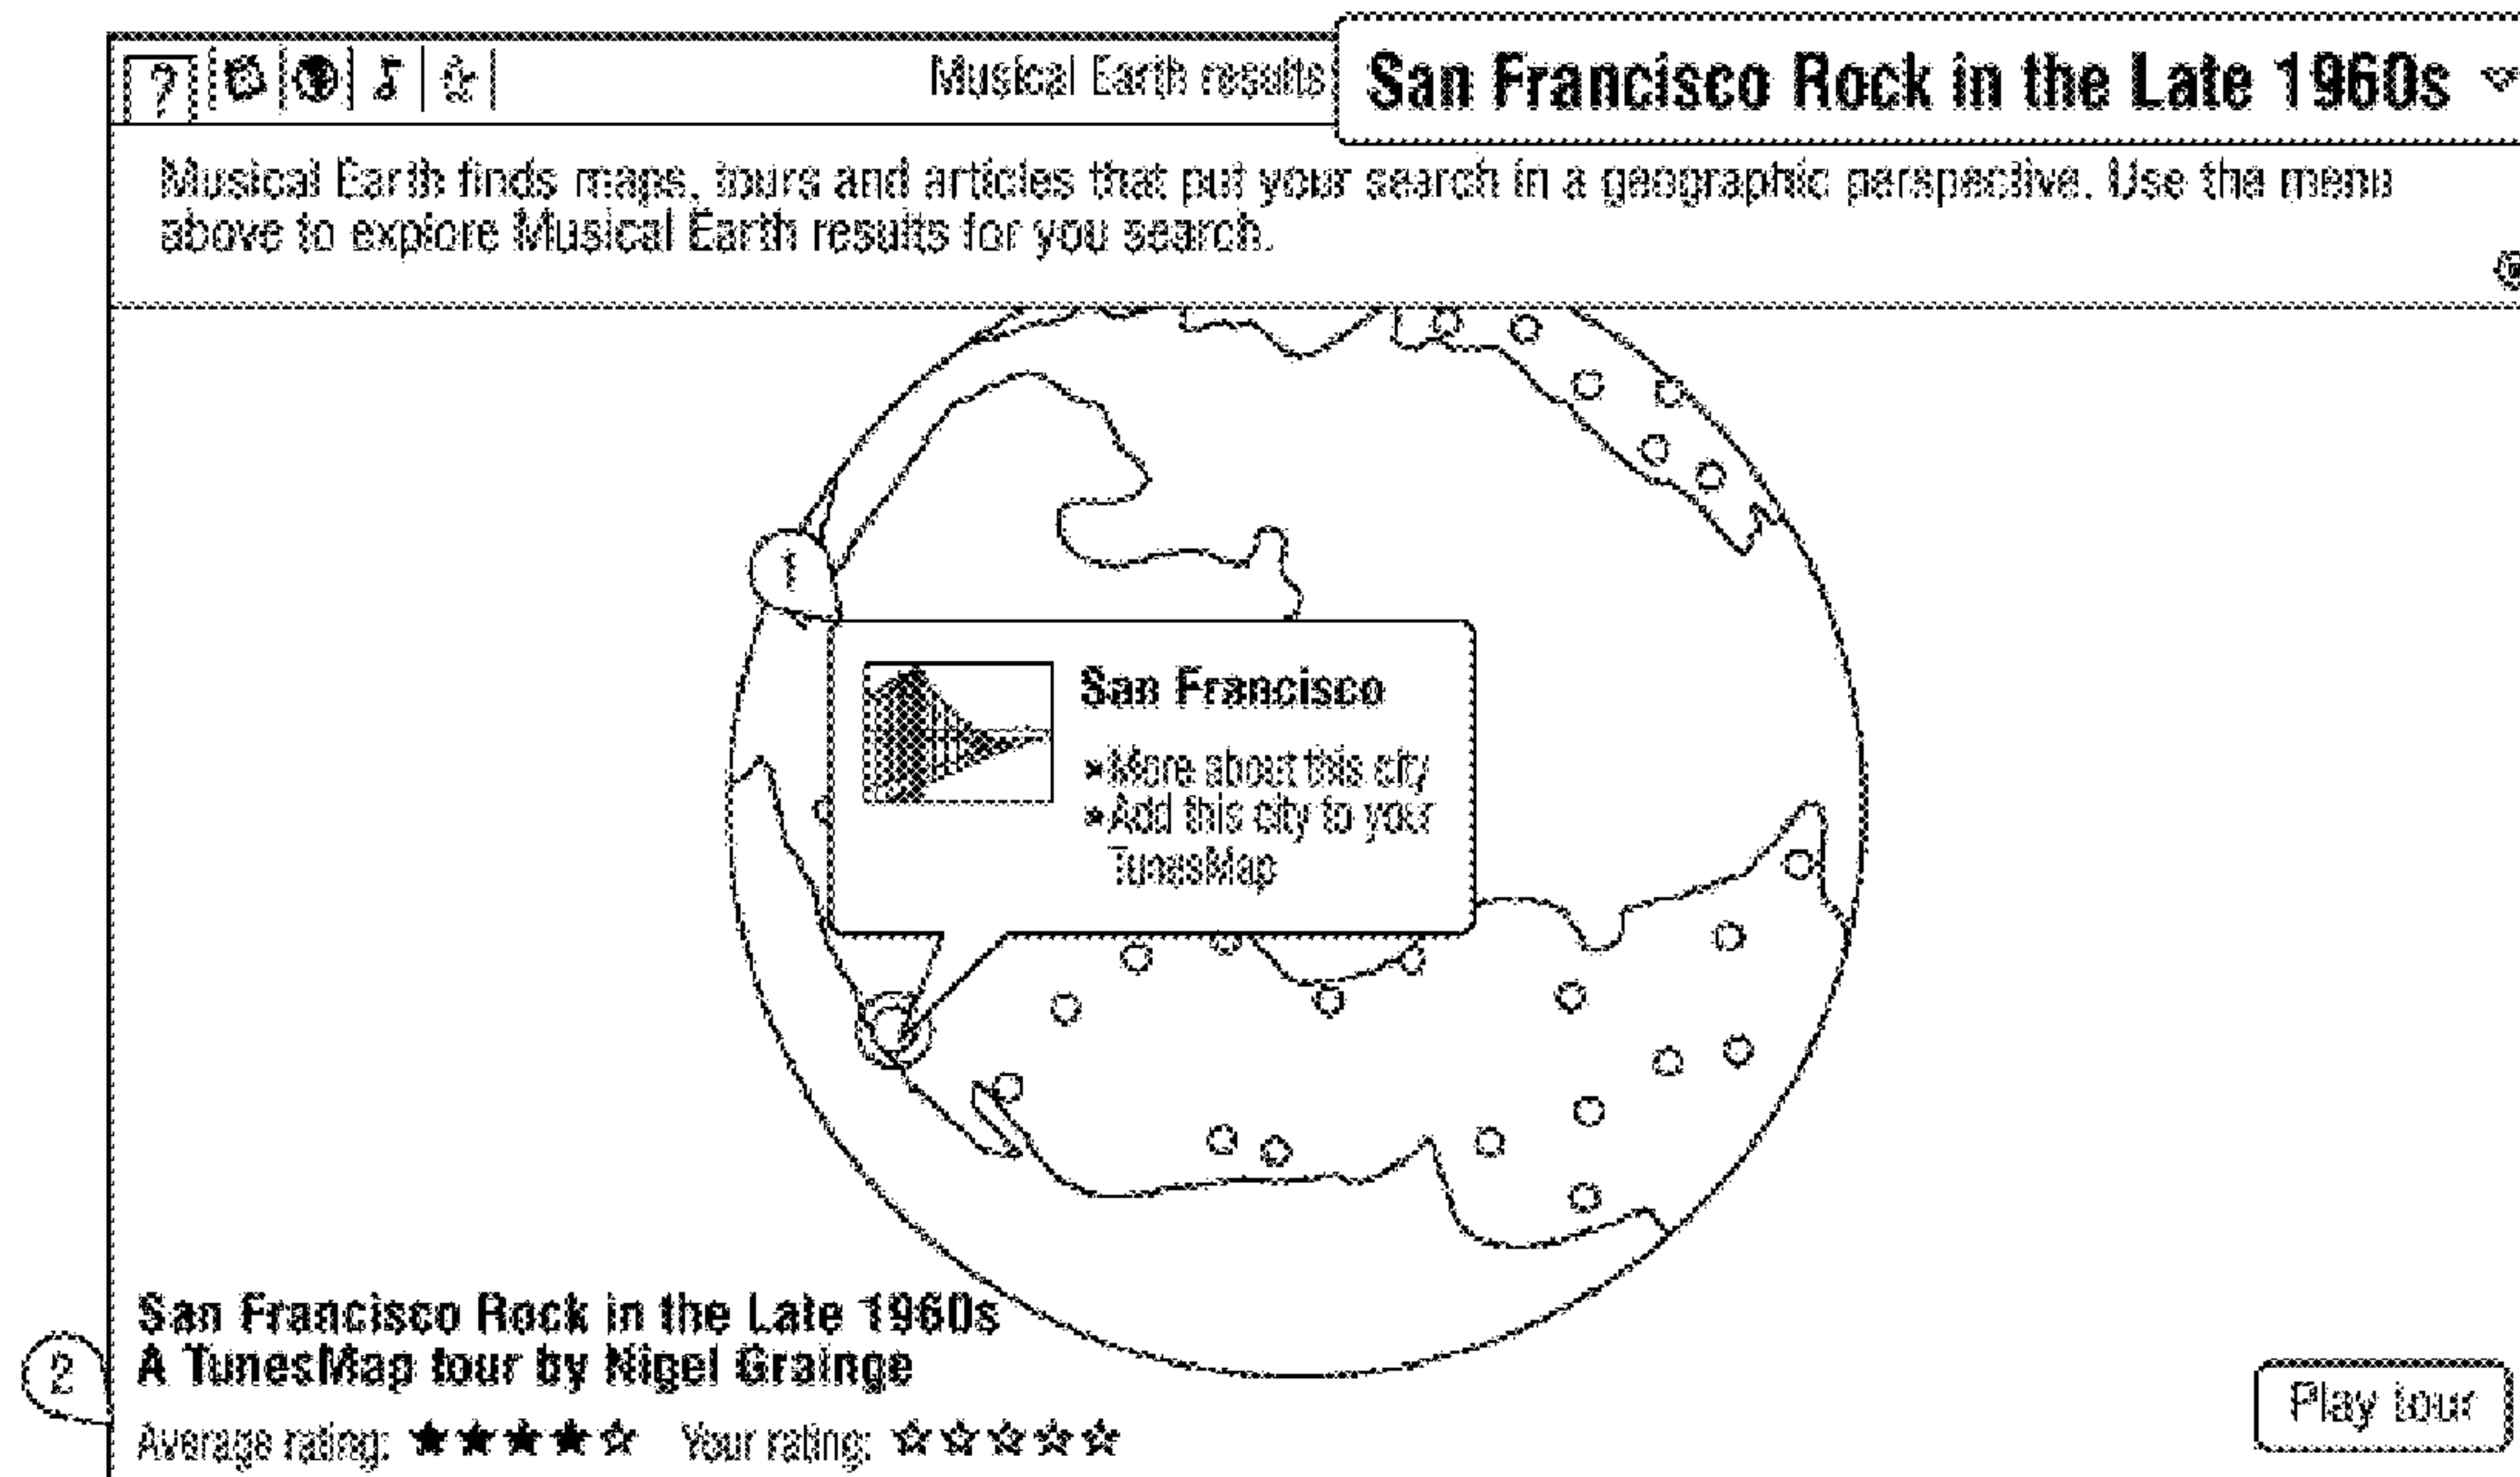 ?
Musical Earth results San Francisco Rock in the Late 1960s
Musical Earth finds maps, tours and articles that put your search in a geographic perspective. Use the menu
above to explore Musical Earth results for you search.
1
San Francisco
More about this city
Add this city to your
TunesMap
San Francisco Rock in the Late 1960s
2
A TunesMap tour by Nigel Grainge
Play tour
Average rating: ★★★★☆ Your rating: ☆☆☆☆☆